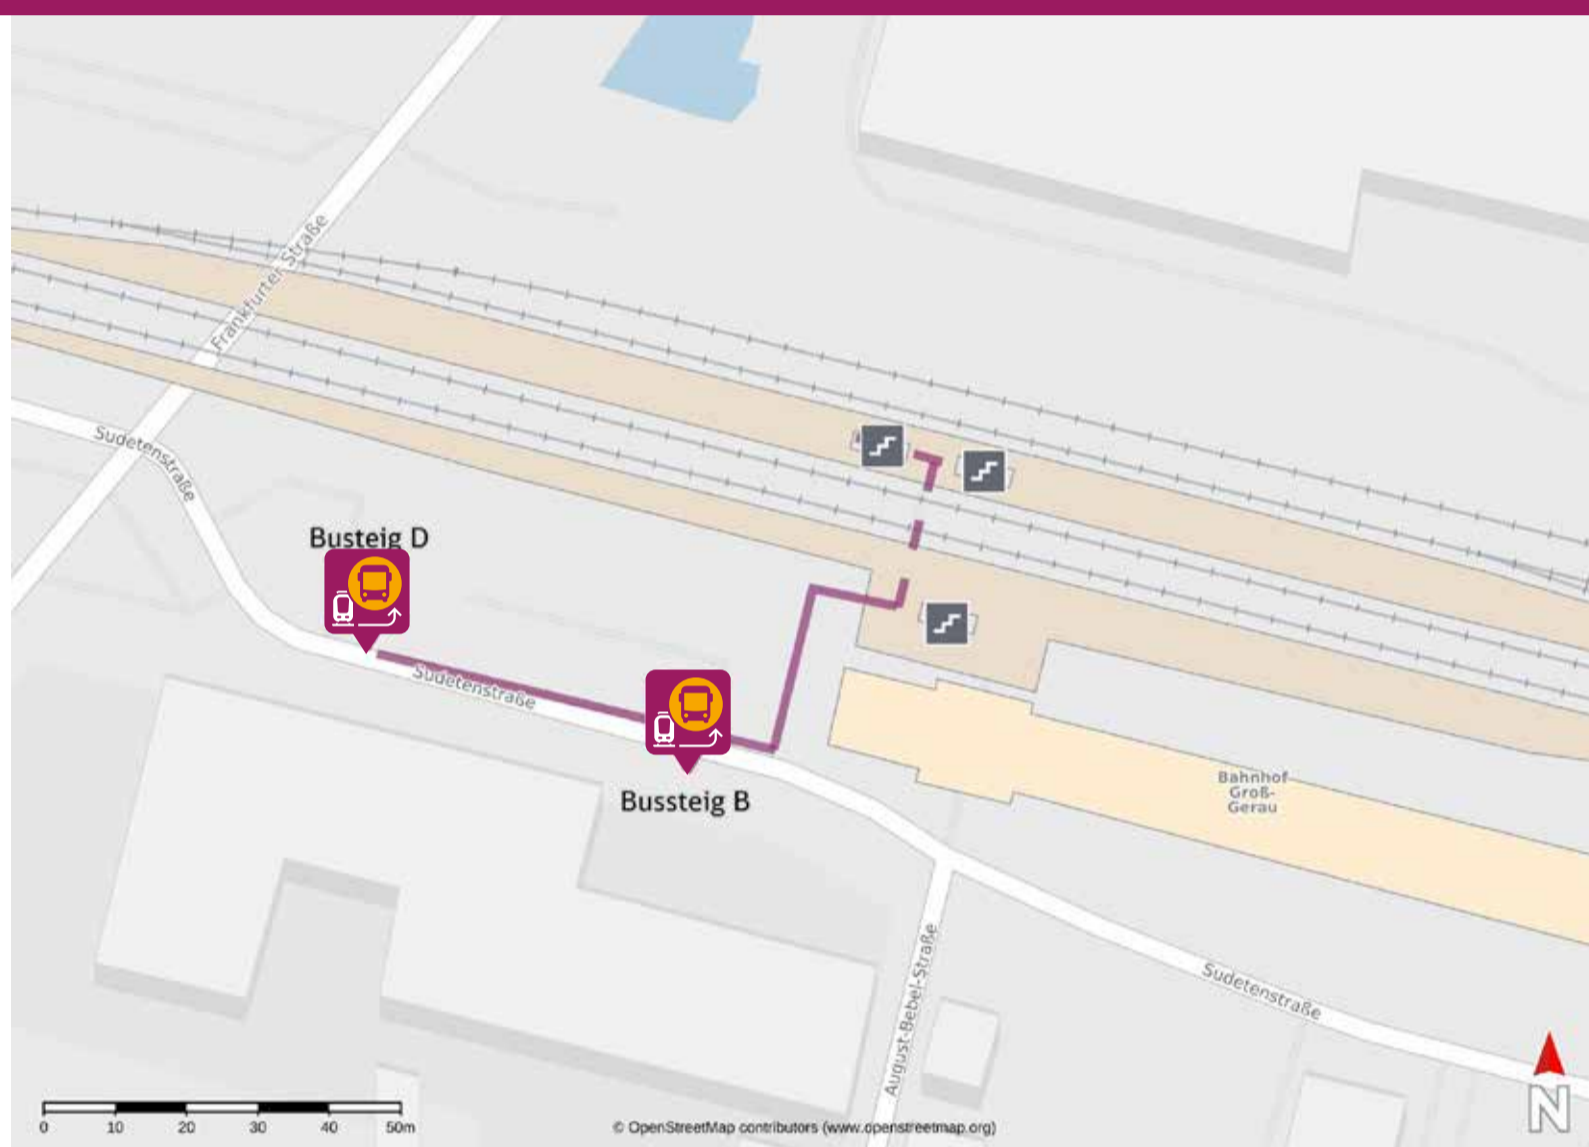 Frankfurter Straße
Sudetenstraße
Busteig D
Sudetenstraße
Bussteig B
Bahnhof
Groß-
Gerau
August-Bebel-Straße
Sudetenstraße
N
0 10 20 30 40 50m
© OpenStreetMap contributors (www.openstreetmap.org)